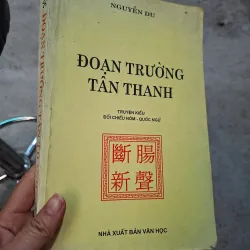 NGUYỄN DU
ĐOẠN TRƯỜNG
TÂN THANH
TRUYỆN KIỀU
ĐỐI CHIẾU NÔM - QUỐC NGỮ
斷腸
新聲
NHÀ XUẤT BẢN VĂN HỌC